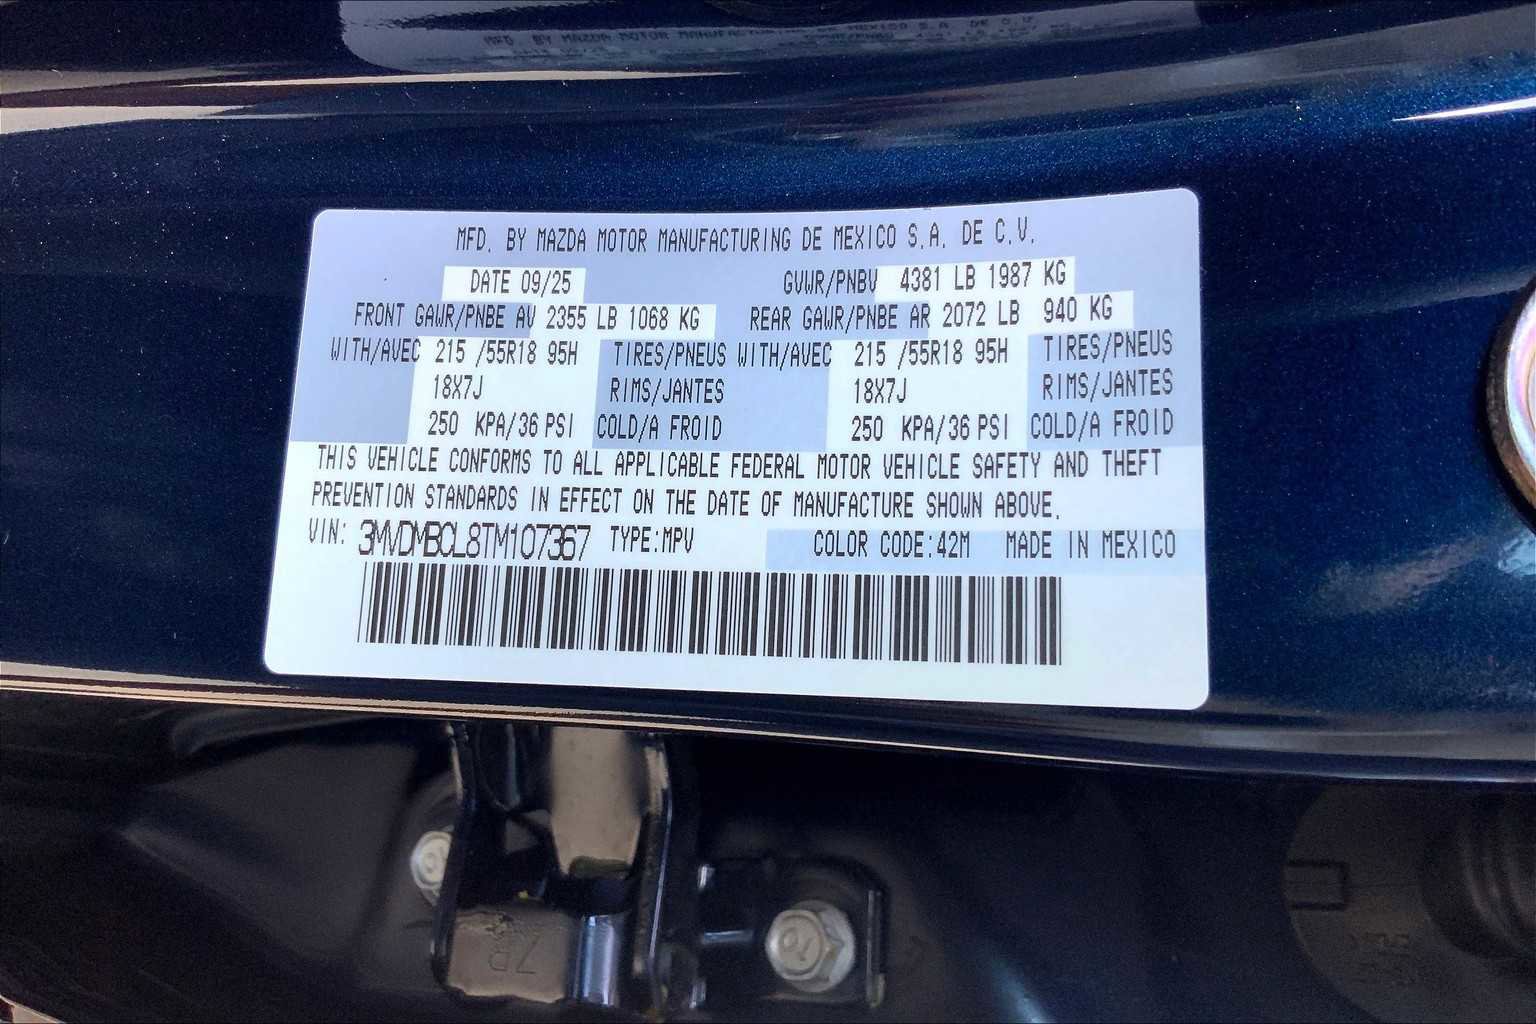 MFD. BY MAZDA MOTOR MANUFACTURING DE MEXICO S.A. DE C.V.
DATE 09/25 GVWR/PNBV 4381 LB 1987 KG
FRONT GAWR/PNBE AV 2355 LB 1068 KG REAR GAWR/PNBE AR 2072 LB 940 KG
WITH/AVEC 215 /55R18 95H TIRES/PNEUS WITH/AVEC 215 /55R18 95H TIRES/PNEUS
18X7J RIMS/JANTES 18X7J RIMS/JANTES
250 KPA/36 PSI COLD/A FROID 250 KPA/36 PSI COLD/A FROID
THIS VEHICLE CONFORMS TO ALL APPLICABLE FEDERAL MOTOR VEHICLE SAFETY AND THEFT
PREVENTION STANDARDS IN EFFECT ON THE DATE OF MANUFACTURE SHOWN ABOVE.
VIN: 3MVDMBCL8TM107367 TYPE:MPV COLOR CODE:42M MADE IN MEXICO